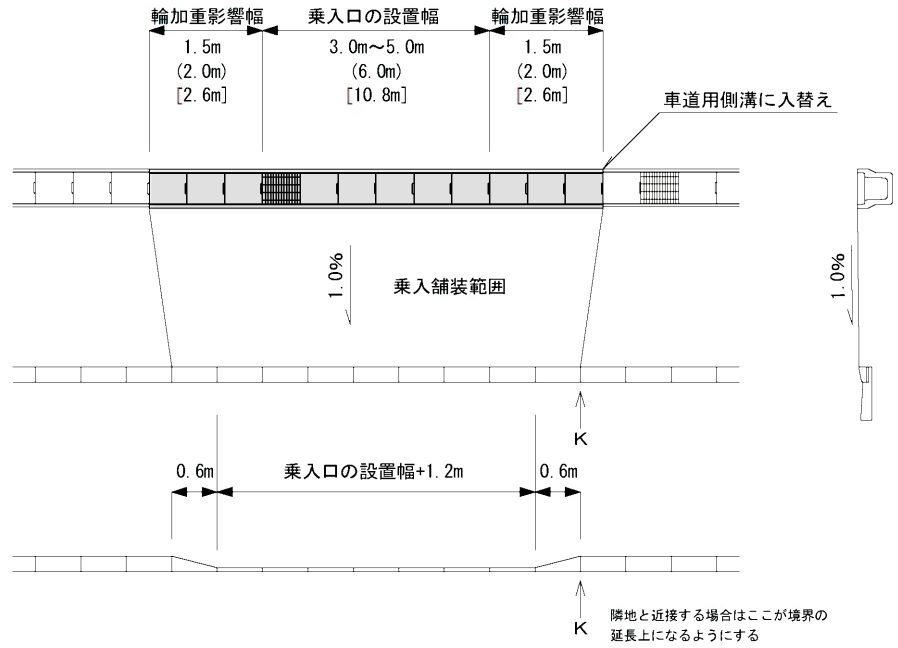 輪加重影響幅
乗入口の設置幅
輪加重影響幅
1.5m
3.0m～5.0m
1.5m
(2.0m)
(6.0m)
(2.0m)
[2.6m]
[10.8m]
[2.6m]
車道用側溝に入替え
1.0%
乗入舗装範囲
1.0%
K
0.6m
乗入口の設置幅+1.2m
0.6m
K
隣地と近接する場合はここが境界の
延長上になるようにする